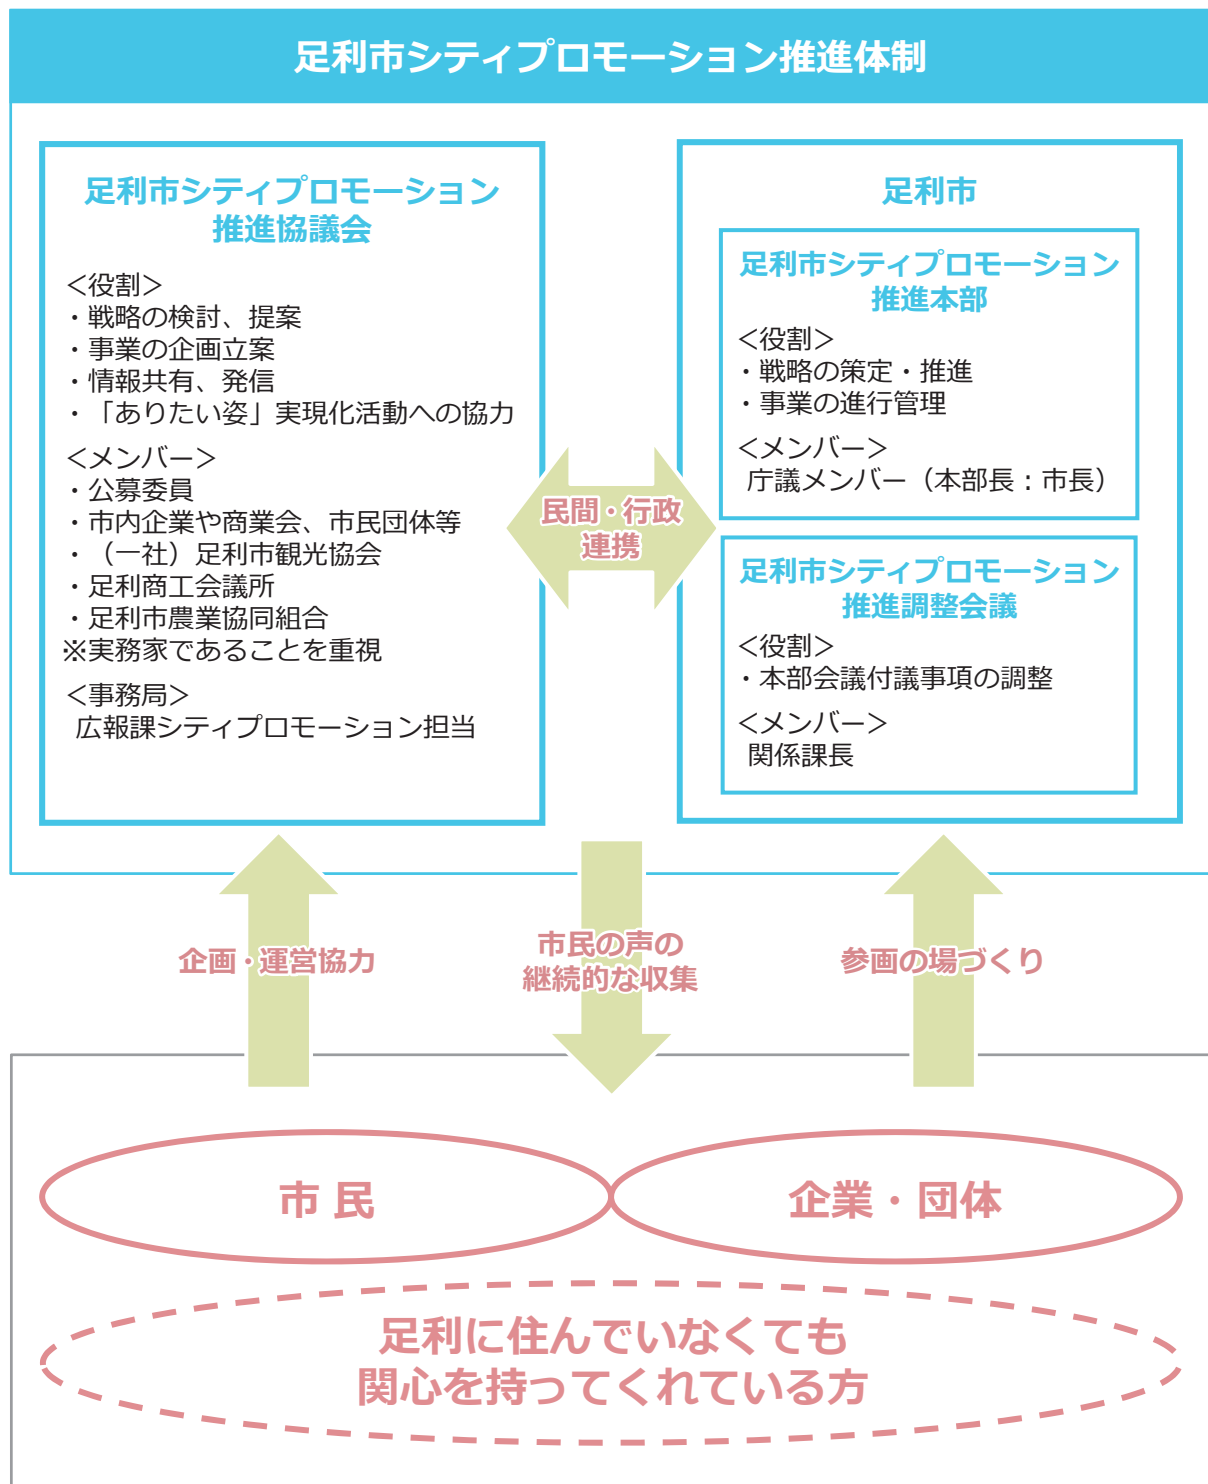 足利市シティプロモーション推進体制
足利市シティプロモーション
推進協議会
＜役割＞
・戦略の検討、提案
・事業の企画立案
・情報共有、発信
・「ありたい姿」実現化活動への協力
＜メンバー＞
・公募委員
・市内企業や商業会、市民団体等
・（一社）足利市観光協会
・足利商工会議所
・足利市農業協同組合
※実務家であることを重視
＜事務局＞
広報課シティプロモーション担当
民間・行政
連携
足利市
足利市シティプロモーション
推進本部
＜役割＞
・戦略の策定・推進
・事業の進行管理
＜メンバー＞
庁議メンバー（本部長：市長）
足利市シティプロモーション
推進調整会議
＜役割＞
・本部会議付議事項の調整
＜メンバー＞
関係課長
企画・運営協力
市民の声の
継続的な収集
参画の場づくり
市 民
企業・団体
足利に住んでいなくても
関心を持ってくれている方